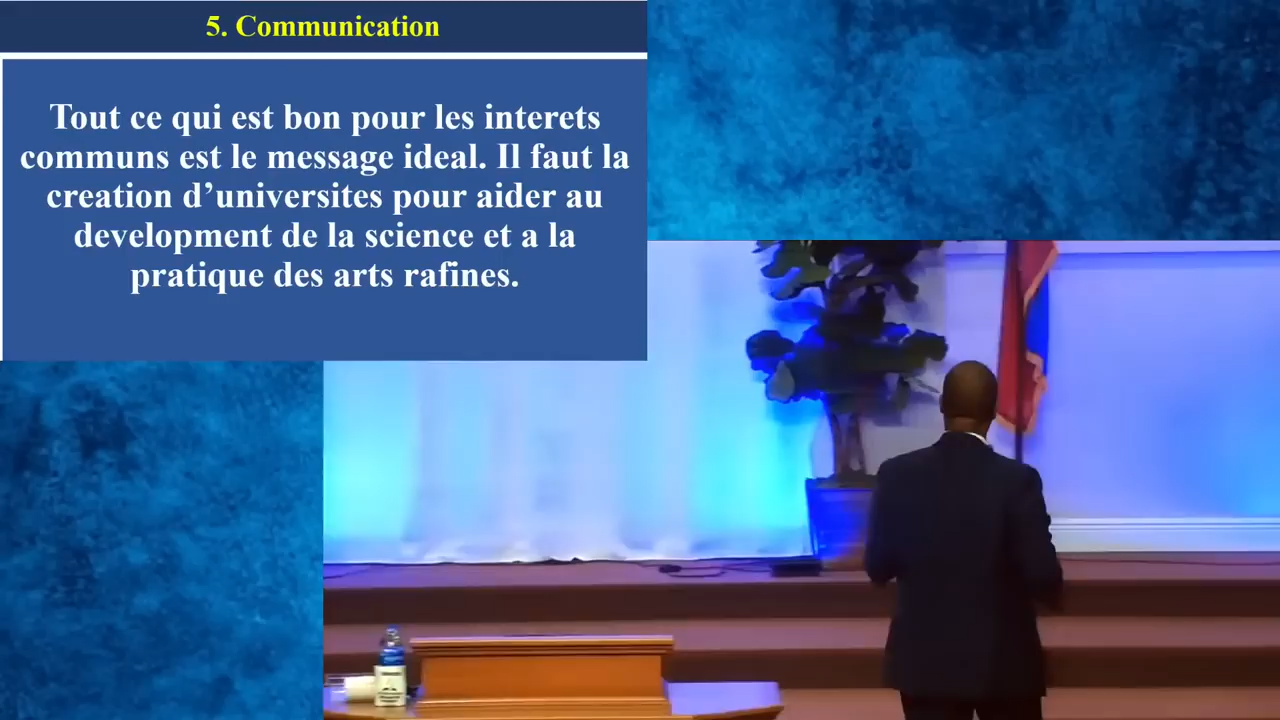 5. Communication
Tout ce qui est bon pour les interets
communs est le message ideal. Il faut la
creation d’universites pour aider au
development de la science et a la
pratique des arts rafines.